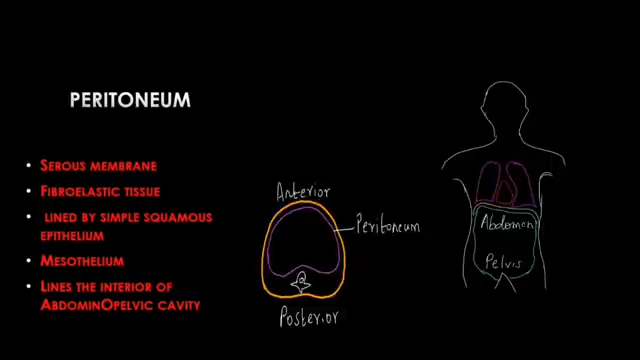 PERITONEUM
• SEROUS MEMBRANE
• FIBROELASTIC TISSUE
• LINED BY SIMPLE SQUAMOUS
EPITHELIUM
• MESOTHELIUM
• LINES THE INTERIOR OF
ABDOMINOPELVIC CAVITY
Anterior
Peritoneum
Posterior
Abdomen
Pelvis